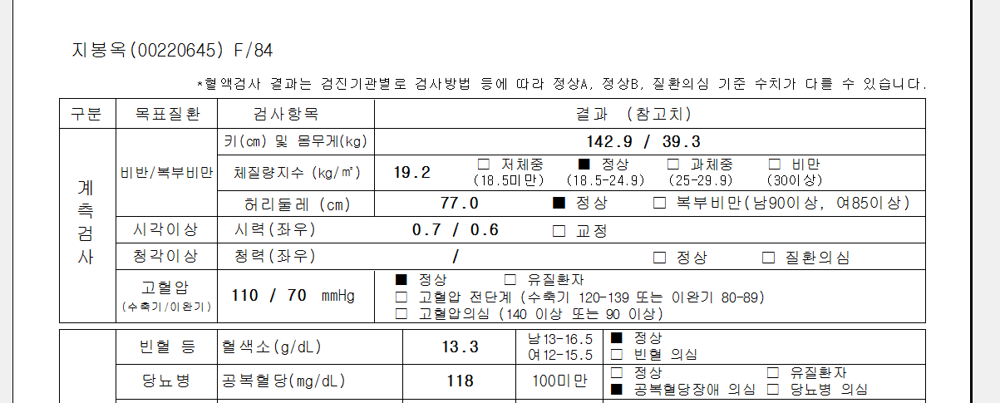 지봉옥(00220645) F/84
*혈액검사 결과는 검진기관별로 검사방법 등에 따라 정상A, 정상B, 질환의심 기준 수치가 다를 수 있습니다.
구분 목표질환 검사항목 결과 (참고치)
계측검사
비만/복부비만 키(cm) 및 몸무게(kg) 142.9 / 39.3
체질량지수 (kg/㎡) 19.2 □ 저체중 ■ 정상 □ 과체중 □ 비만
(18.5미만) (18.5-24.9) (25-29.9) (30이상)
허리둘레 (cm) 77.0 ■ 정상 □ 복부비만(남90이상, 여85이상)
시각이상 시력(좌우) 0.7 / 0.6 □ 교정
청각이상 청력(좌우) / □ 정상 □ 질환의심
고혈압 (수축기/이완기) 110 / 70 mmHg ■ 정상 □ 유질환자
□ 고혈압 전단계 (수축기 120-139 또는 이완기 80-89)
□ 고혈압의심 (140 이상 또는 90 이상)
빈혈 등 혈색소(g/dL) 13.3 남13-16.5 ■ 정상
여12-15.5 □ 빈혈 의심
당뇨병 공복혈당(mg/dL) 118 100미만 □ 정상 □ 유질환자
■ 공복혈당장애 의심 □ 당뇨병 의심